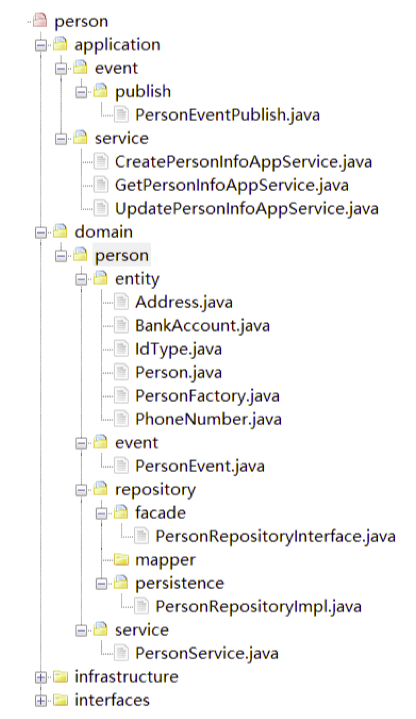 person
application
event
publish
PersonEventPublish.java
service
CreatePersonInfoAppService.java
GetPersonInfoAppService.java
UpdatePersonInfoAppService.java
domain
person
entity
Address.java
BankAccount.java
IdType.java
Person.java
PersonFactory.java
PhoneNumber.java
event
PersonEvent.java
repository
facade
PersonRepositoryInterface.java
mapper
persistence
PersonRepositoryImpl.java
service
PersonService.java
infrastructure
interfaces